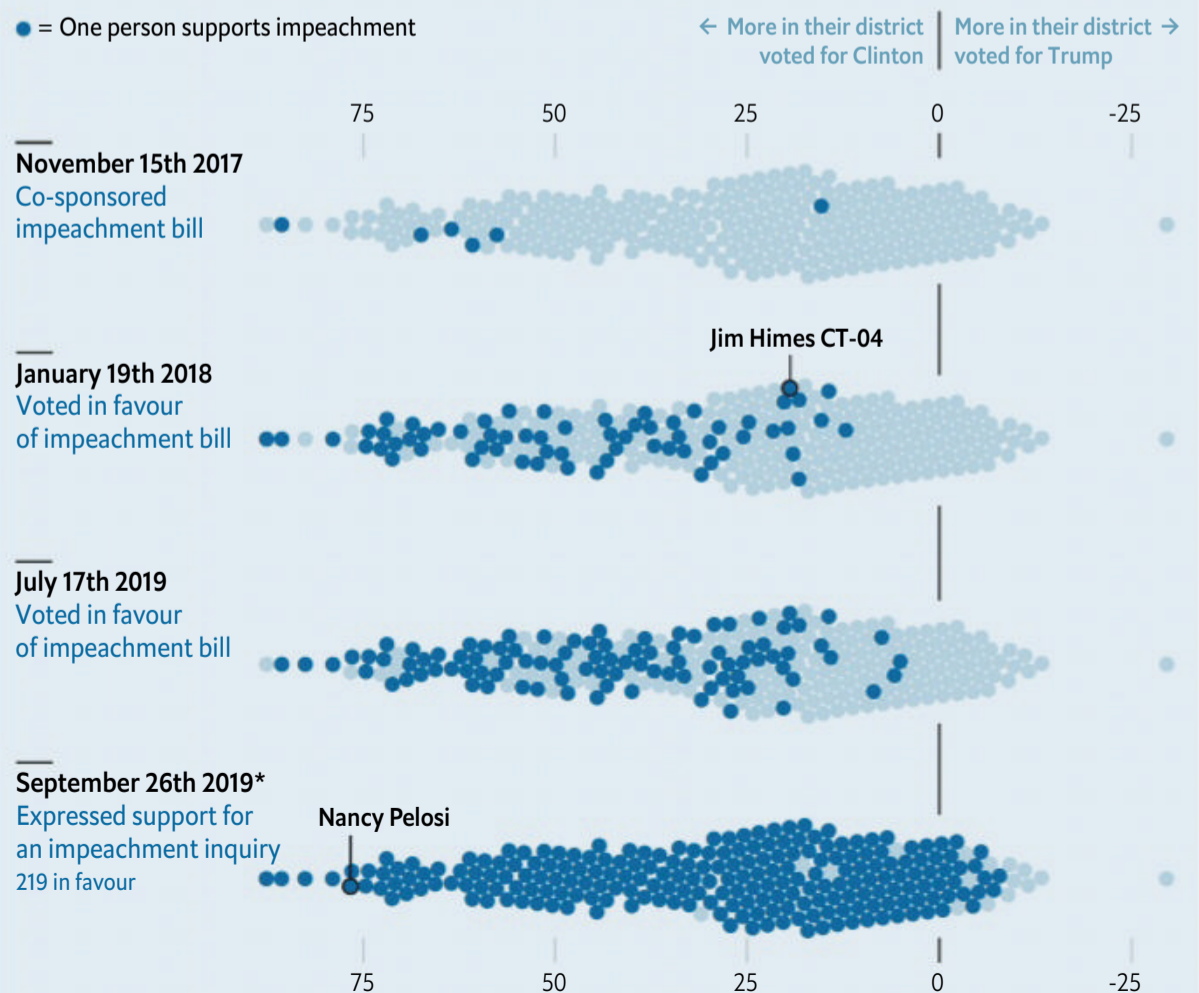 = One person supports impeachment
← More in their district
voted for Clinton
More in their district →
voted for Trump
75 50 25 0 -25
November 15th 2017
Co-sponsored
impeachment bill
Jim Himes CT-04
January 19th 2018
Voted in favour
of impeachment bill
July 17th 2019
Voted in favour
of impeachment bill
September 26th 2019*
Expressed support for
an impeachment inquiry
219 in favour
Nancy Pelosi
75 50 25 0 -25